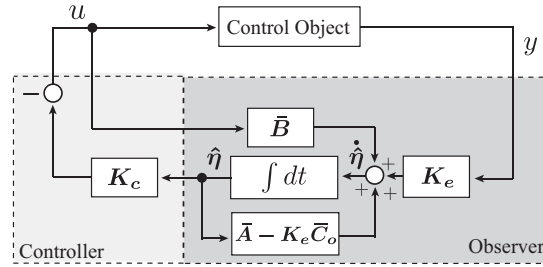 u
Control Object
y
−
B̄
η̂
∫ dt
η̂̇
+
+
+
K_c
K_e
Ā − K_e C̄_o
Controller
Observer